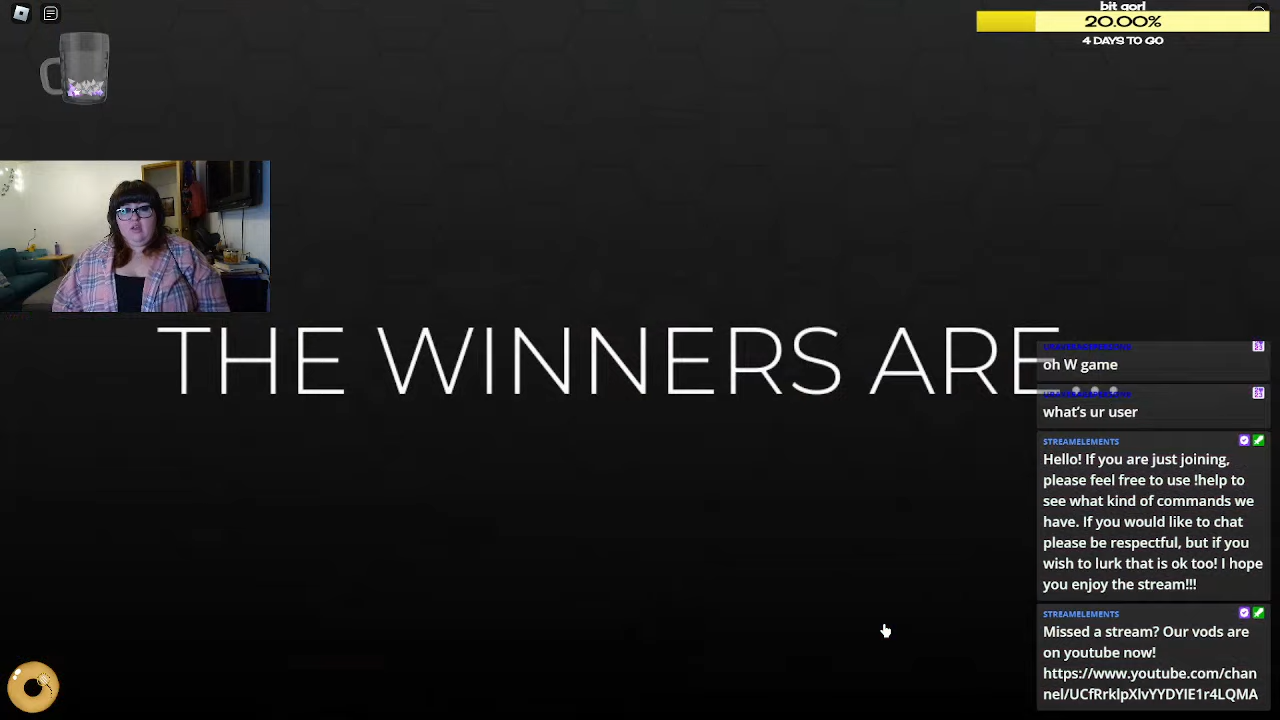 bit gorl
20.00%
4 DAYS TO GO
THE WINNERS ARE...
oh W game
what's ur user
STREAMELEMENTS
Hello! If you are just joining,
please feel free to use !help to
see what kind of commands we
have. If you would like to chat
please be respectful, but if you
wish to lurk that is ok too! I hope
you enjoy the stream!!!
STREAMELEMENTS
Missed a stream? Our vods are
on youtube now!
https://www.youtube.com/chan
nel/UCfRrkIpXlvYYDYIE1r4LQMA